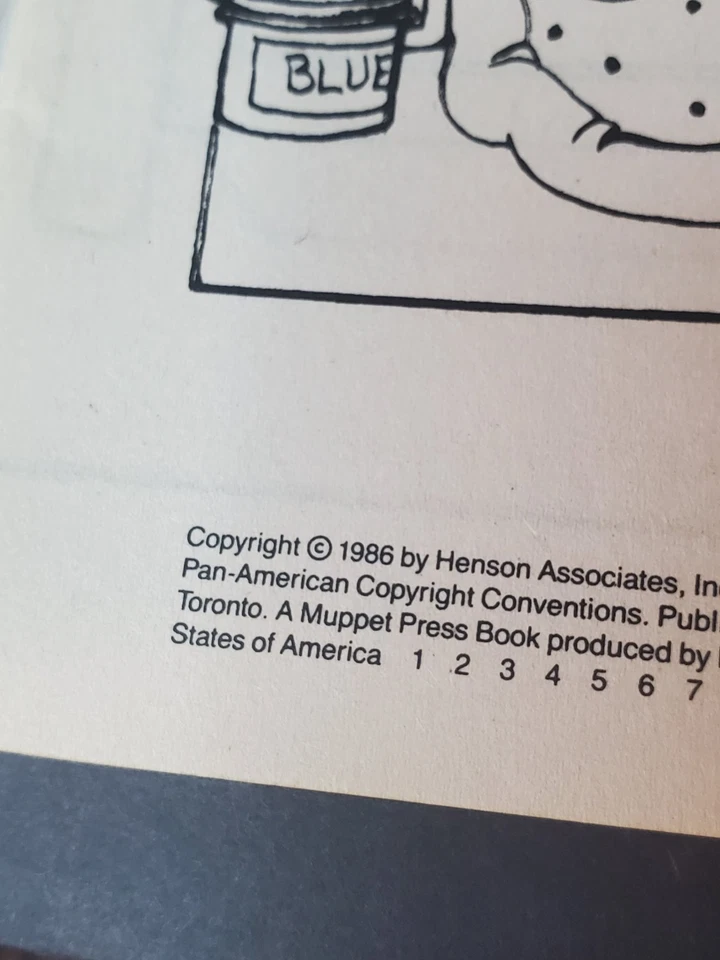 BLUE
Copyright © 1986 by Henson Associates, In
Pan-American Copyright Conventions. Publ
Toronto. A Muppet Press Book produced by
States of America 1 2 3 4 5 6 7